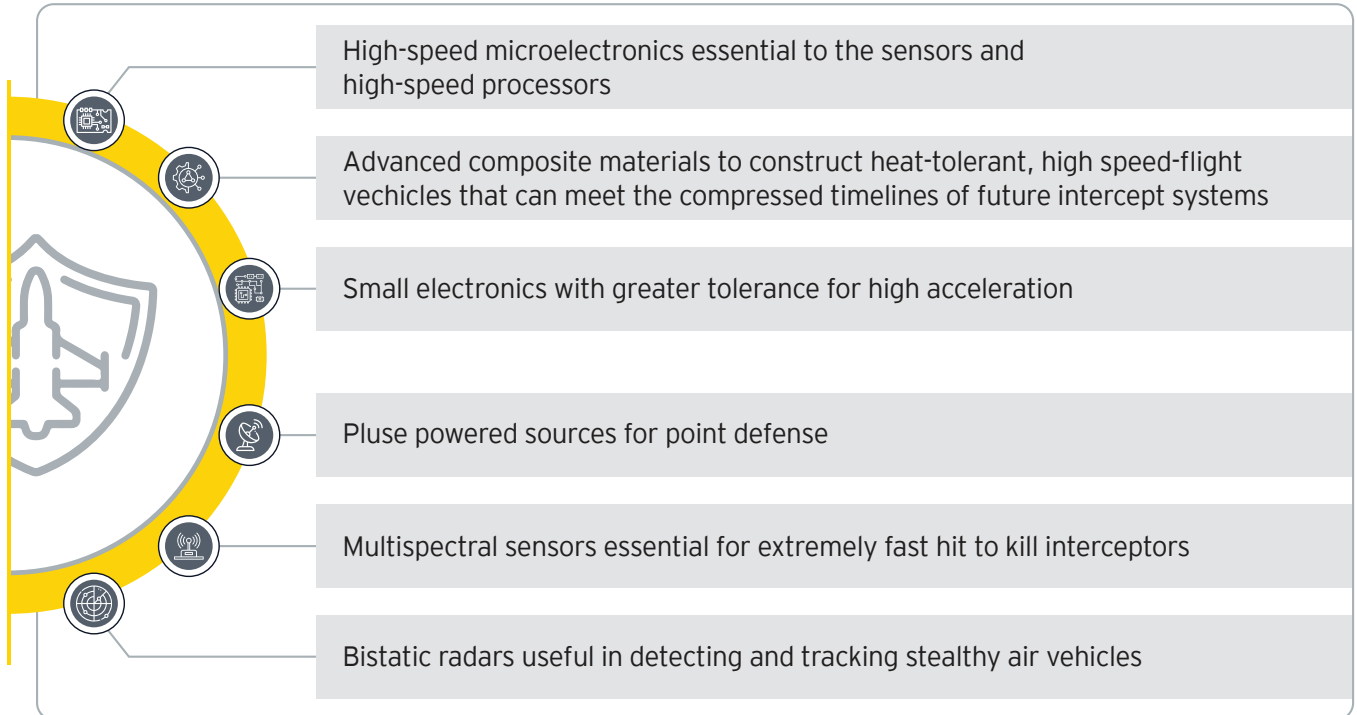 High-speed microelectronics essential to the sensors and
high-speed processors
Advanced composite materials to construct heat-tolerant, high speed-flight
vechicles that can meet the compressed timelines of future intercept systems
Small electronics with greater tolerance for high acceleration
Pluse powered sources for point defense
Multispectral sensors essential for extremely fast hit to kill interceptors
Bistatic radars useful in detecting and tracking stealthy air vehicles